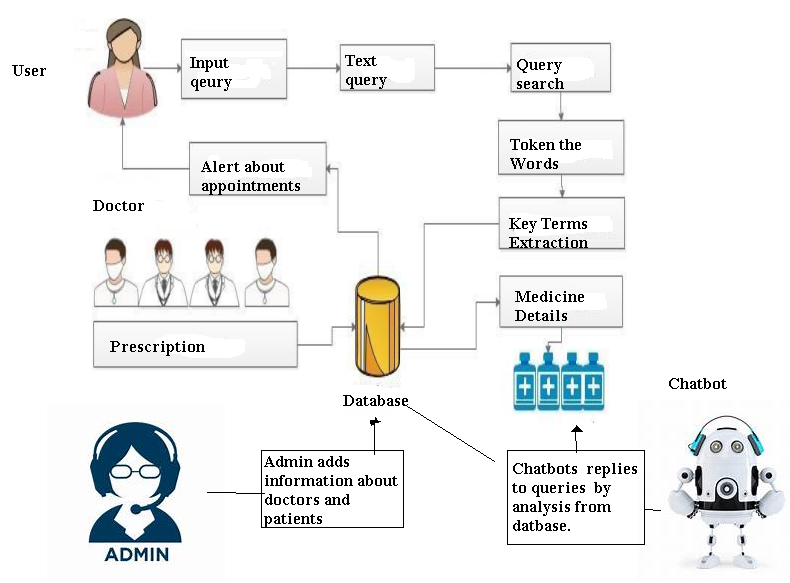 User
Input
qeury
Text
query
Query
search
Token the
Words
Alert about
appointments
Doctor
Key Terms
Extraction
Medicine
Details
Prescription
Database
Chatbot
Admin adds
information about
doctors and
patients
Chatbots replies
to queries by
analysis from
datbase.
ADMIN